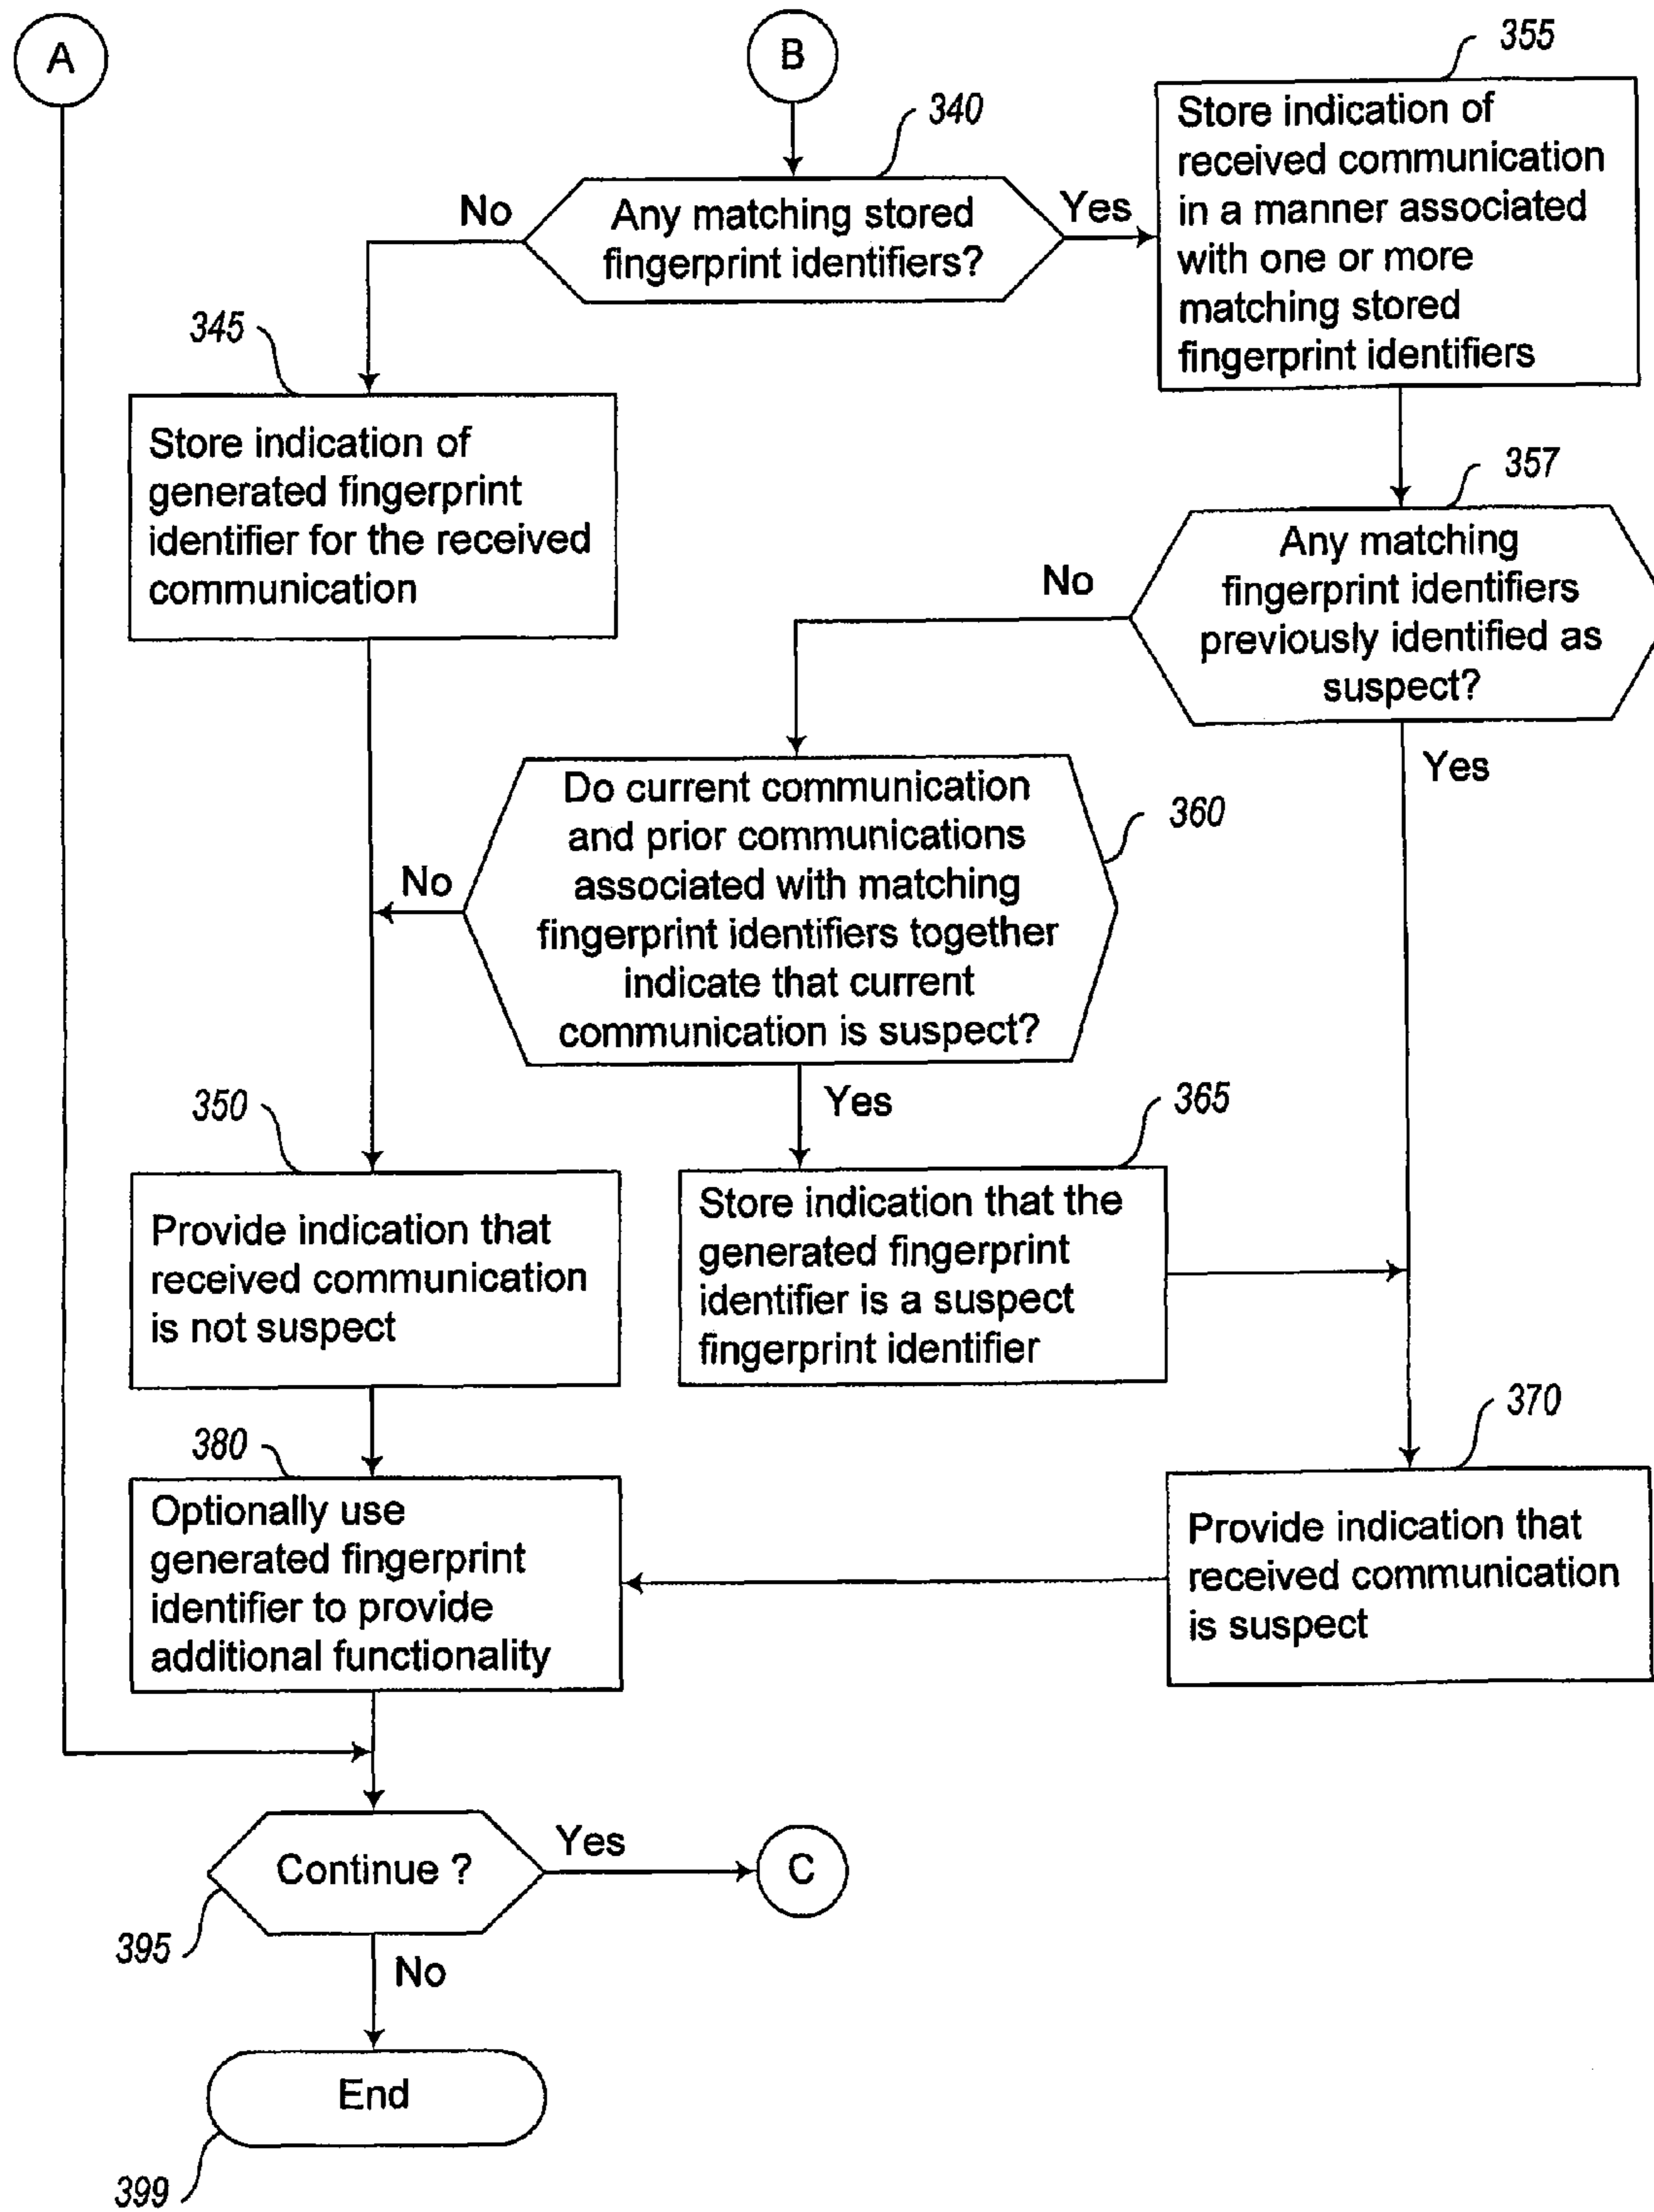 A
B
355
340
Store indication of
received communication
in a manner associated
with one or more
matching stored
fingerprint identifiers
No
Any matching stored
fingerprint identifiers?
Yes
345
Store indication of
generated fingerprint
identifier for the received
communication
357
Any matching
fingerprint identifiers
previously identified as
suspect?
No
Yes
Do current communication
and prior communications
associated with matching
fingerprint identifiers together
indicate that current
communication is suspect?
360
No
Yes
350
365
Provide indication that
received communication
is not suspect
Store indication that the
generated fingerprint
identifier is a suspect
fingerprint identifier
370
380
Optionally use
generated fingerprint
identifier to provide
additional functionality
Provide indication that
received communication
is suspect
Continue ?
Yes
C
395
No
End
399